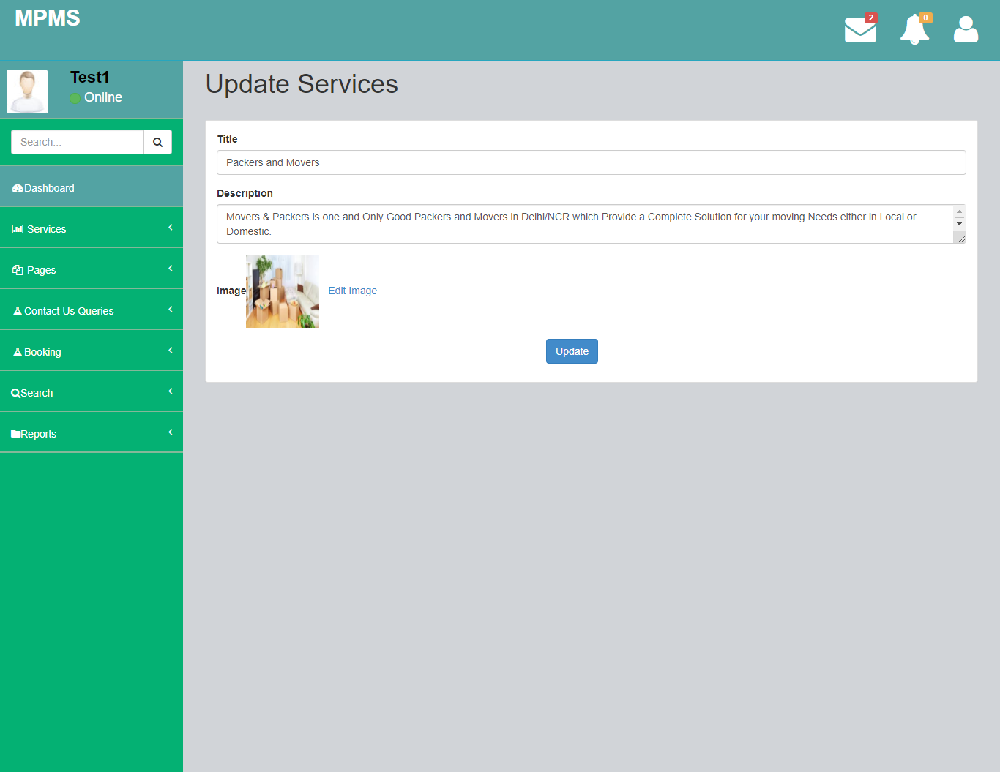 MPMS
2
0
Test1
Online
Search...
Dashboard
Services
Pages
Contact Us Queries
Booking
Search
Reports
Update Services
Title
Packers and Movers
Description
Movers & Packers is one and Only Good Packers and Movers in Delhi/NCR which Provide a Complete Solution for your moving Needs either in Local or
Domestic.
Image
Edit Image
Update